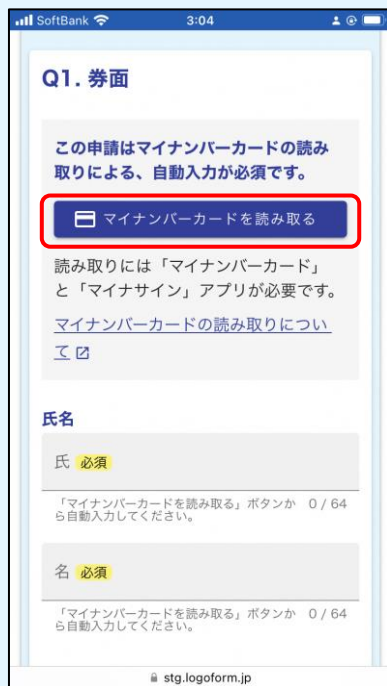 SoftBank 3:04
Q1. 券面
この申請はマイナンバーカードの読み
取りによる、自動入力が必須です。
マイナンバーカードを読み取る
読み取りには「マイナンバーカード」
と「マイナサイン」アプリが必要です。
マイナンバーカードの読み取りについ
て
氏名
氏 必須
「マイナンバーカードを読み取る」ボタンか 0 / 64
ら自動入力してください。
名 必須
「マイナンバーカードを読み取る」ボタンか 0 / 64
ら自動入力してください。
stg.logoform.jp